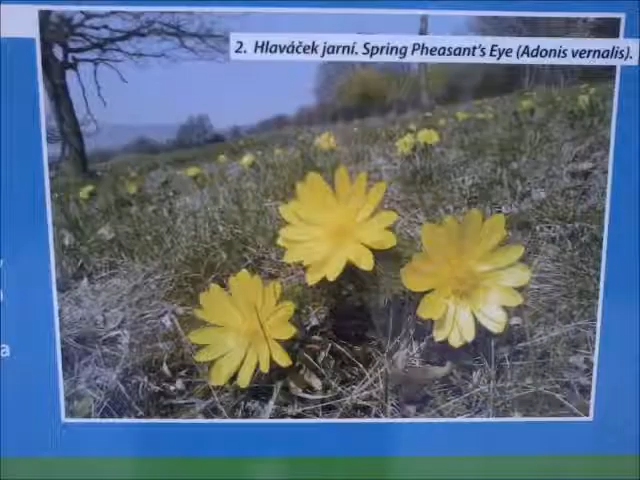 2. Hlaváček jarní. Spring Pheasant's Eye (Adonis vernalis).
a